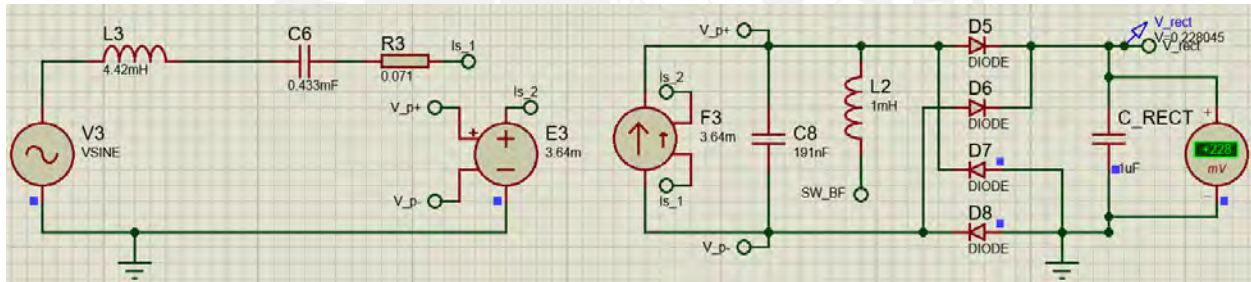 L3
4.42mH
C6
0.433mF
R3
0.071
Is_1
V3
VSINE
V_p+
V_p-
Is_2
E3
3.64m
V_p+
Is_2
F3
3.64m
Is_1
V_p-
C8
191nF
L2
1mH
SW_BF
D5
DIODE
D6
DIODE
D7
DIODE
D8
DIODE
V_rect
V=0.228045
V_rect
C_RECT
1uF
+228
mV